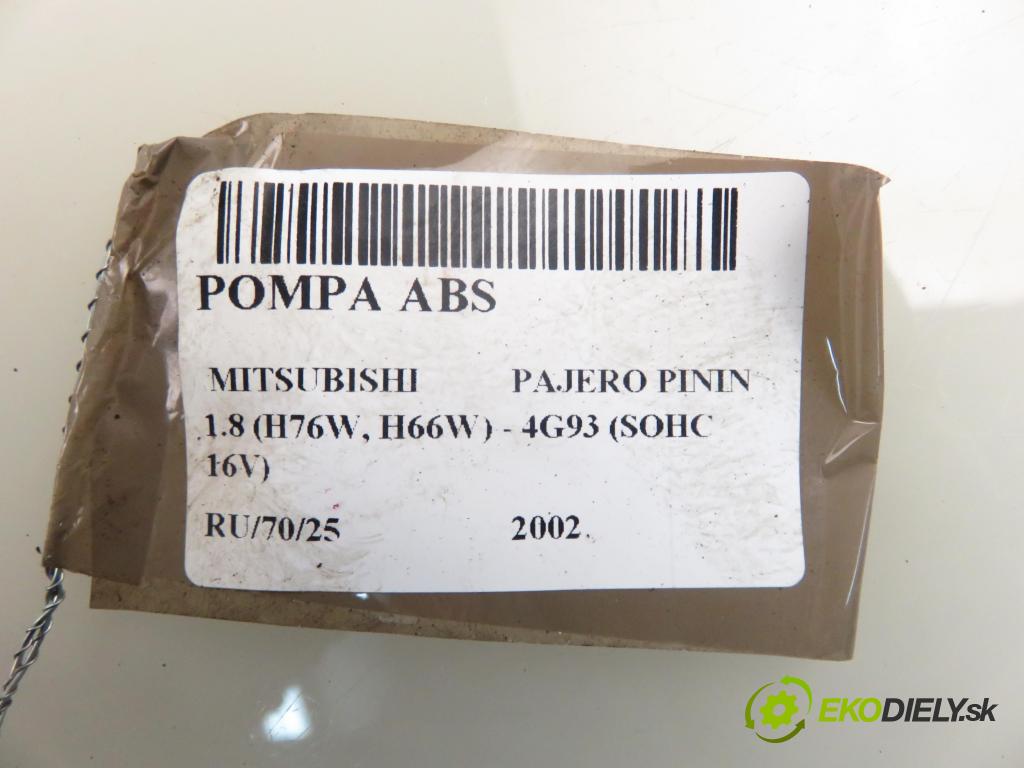 POMPA ABS
MITSUBISHI PAJERO PININ
1.8 (H76W, H66W) - 4G93 (SOHC
16V)
RU/70/25 2002
EKODIELY.sk